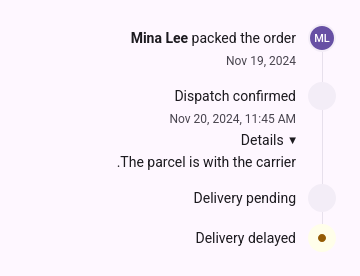 ML
Mina Lee packed the order
Nov 19, 2024
Dispatch confirmed
Nov 20, 2024, 11:45 AM
Details ▾
.The parcel is with the carrier
Delivery pending
Delivery delayed